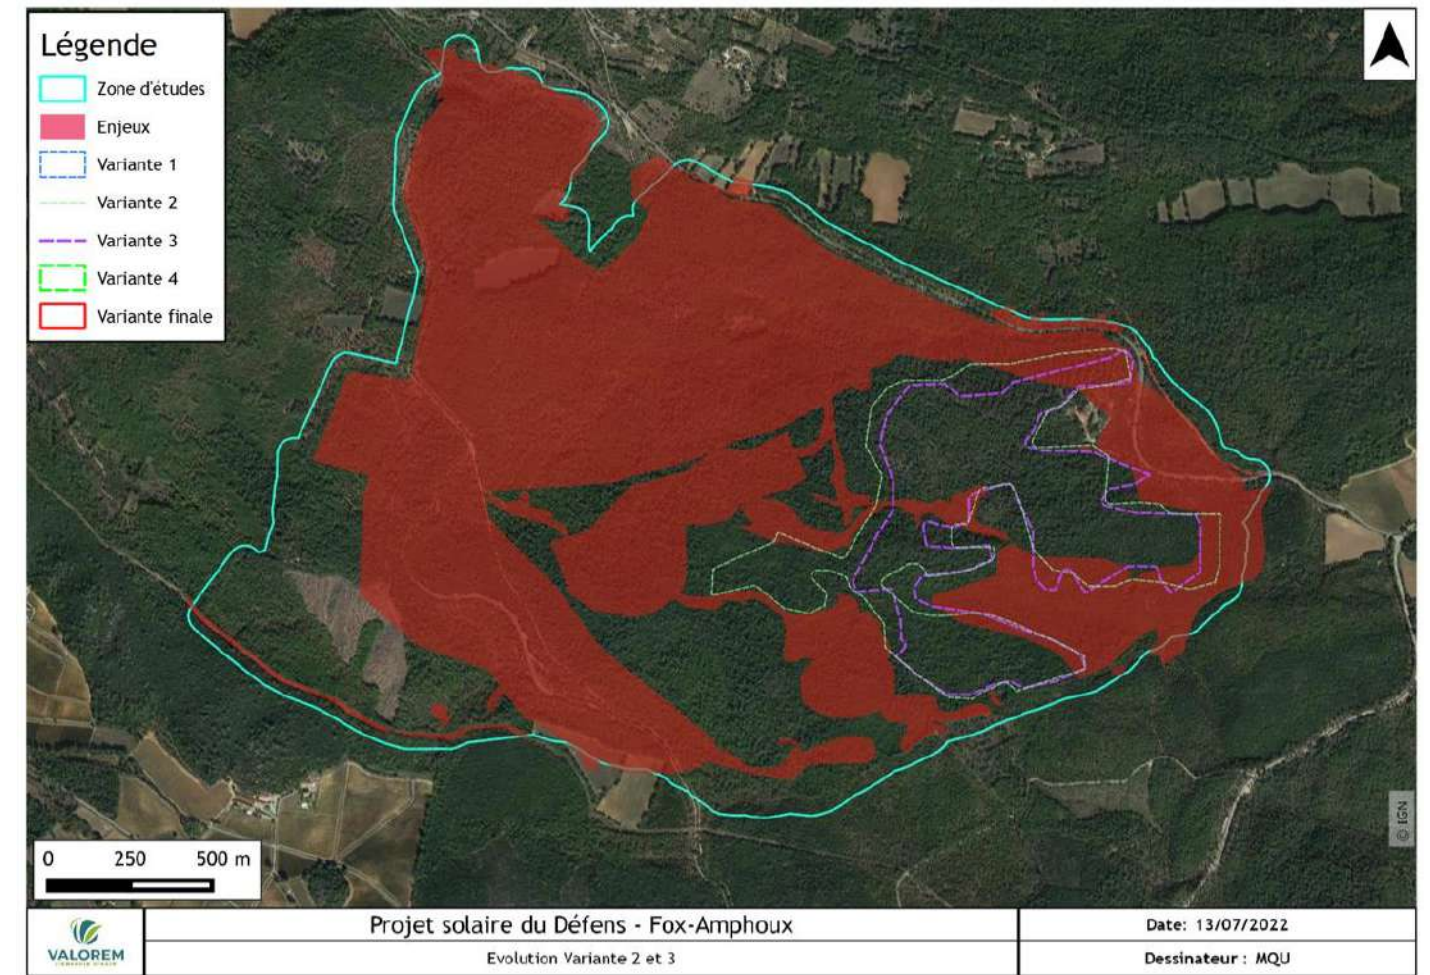 Légende
Zone d'études
Enjeux
Variante 1
Variante 2
Variante 3
Variante 4
Variante finale
© IGN
0 250 500 m
VALOREM
Projet solaire du Défens - Fox-Amphoux
Evolution Variante 2 et 3
Date: 13/07/2022
Dessinateur : MQU